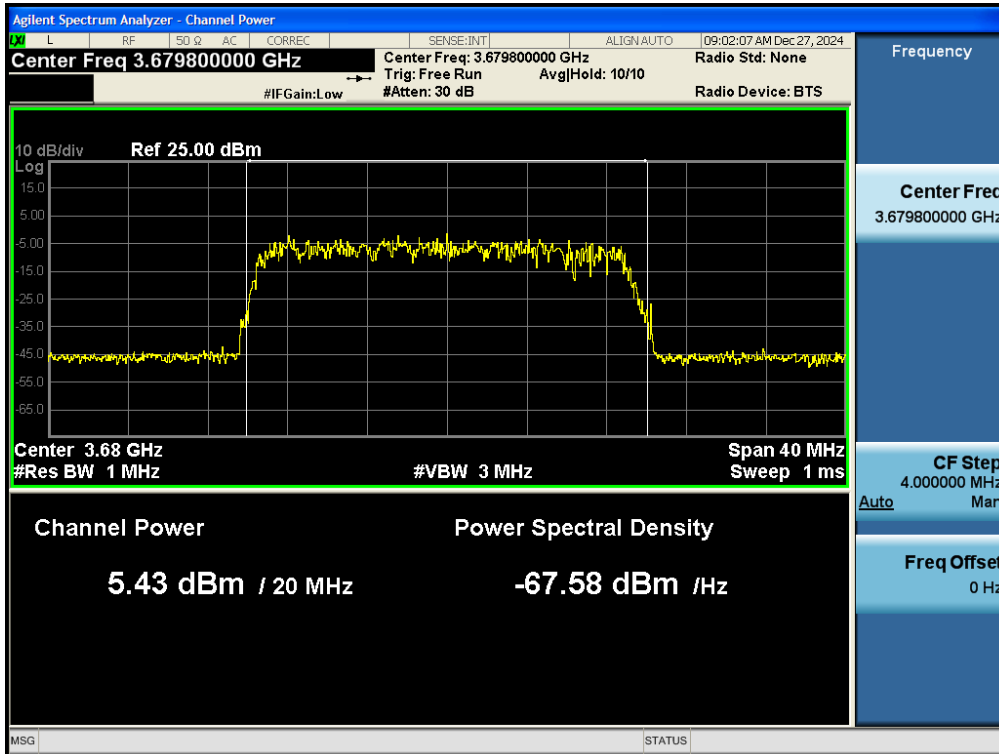 Agilent Spectrum Analyzer - Channel Power
LXI L RF 50 Ω AC CORREC SENSE:INT ALIGN AUTO 09:02:07 AM Dec 27, 2024
Center Freq 3.679800000 GHz
Center Freq: 3.679800000 GHz
Radio Std: None
Trig: Free Run Avg|Hold: 10/10
#IFGain:Low
#Atten: 30 dB
Radio Device: BTS
10 dB/div Ref 25.00 dBm
Log
15.0
5.00
-5.00
-15.0
-25.0
-35.0
-45.0
-55.0
-65.0
Center 3.68 GHz Span 40 MHz
#Res BW 1 MHz #VBW 3 MHz Sweep 1 ms
Channel Power Power Spectral Density
5.43 dBm / 20 MHz -67.58 dBm /Hz
Frequency
Center Freq
3.679800000 GHz
CF Step
4.000000 MHz
Auto Man
Freq Offset
0 Hz
MSG STATUS